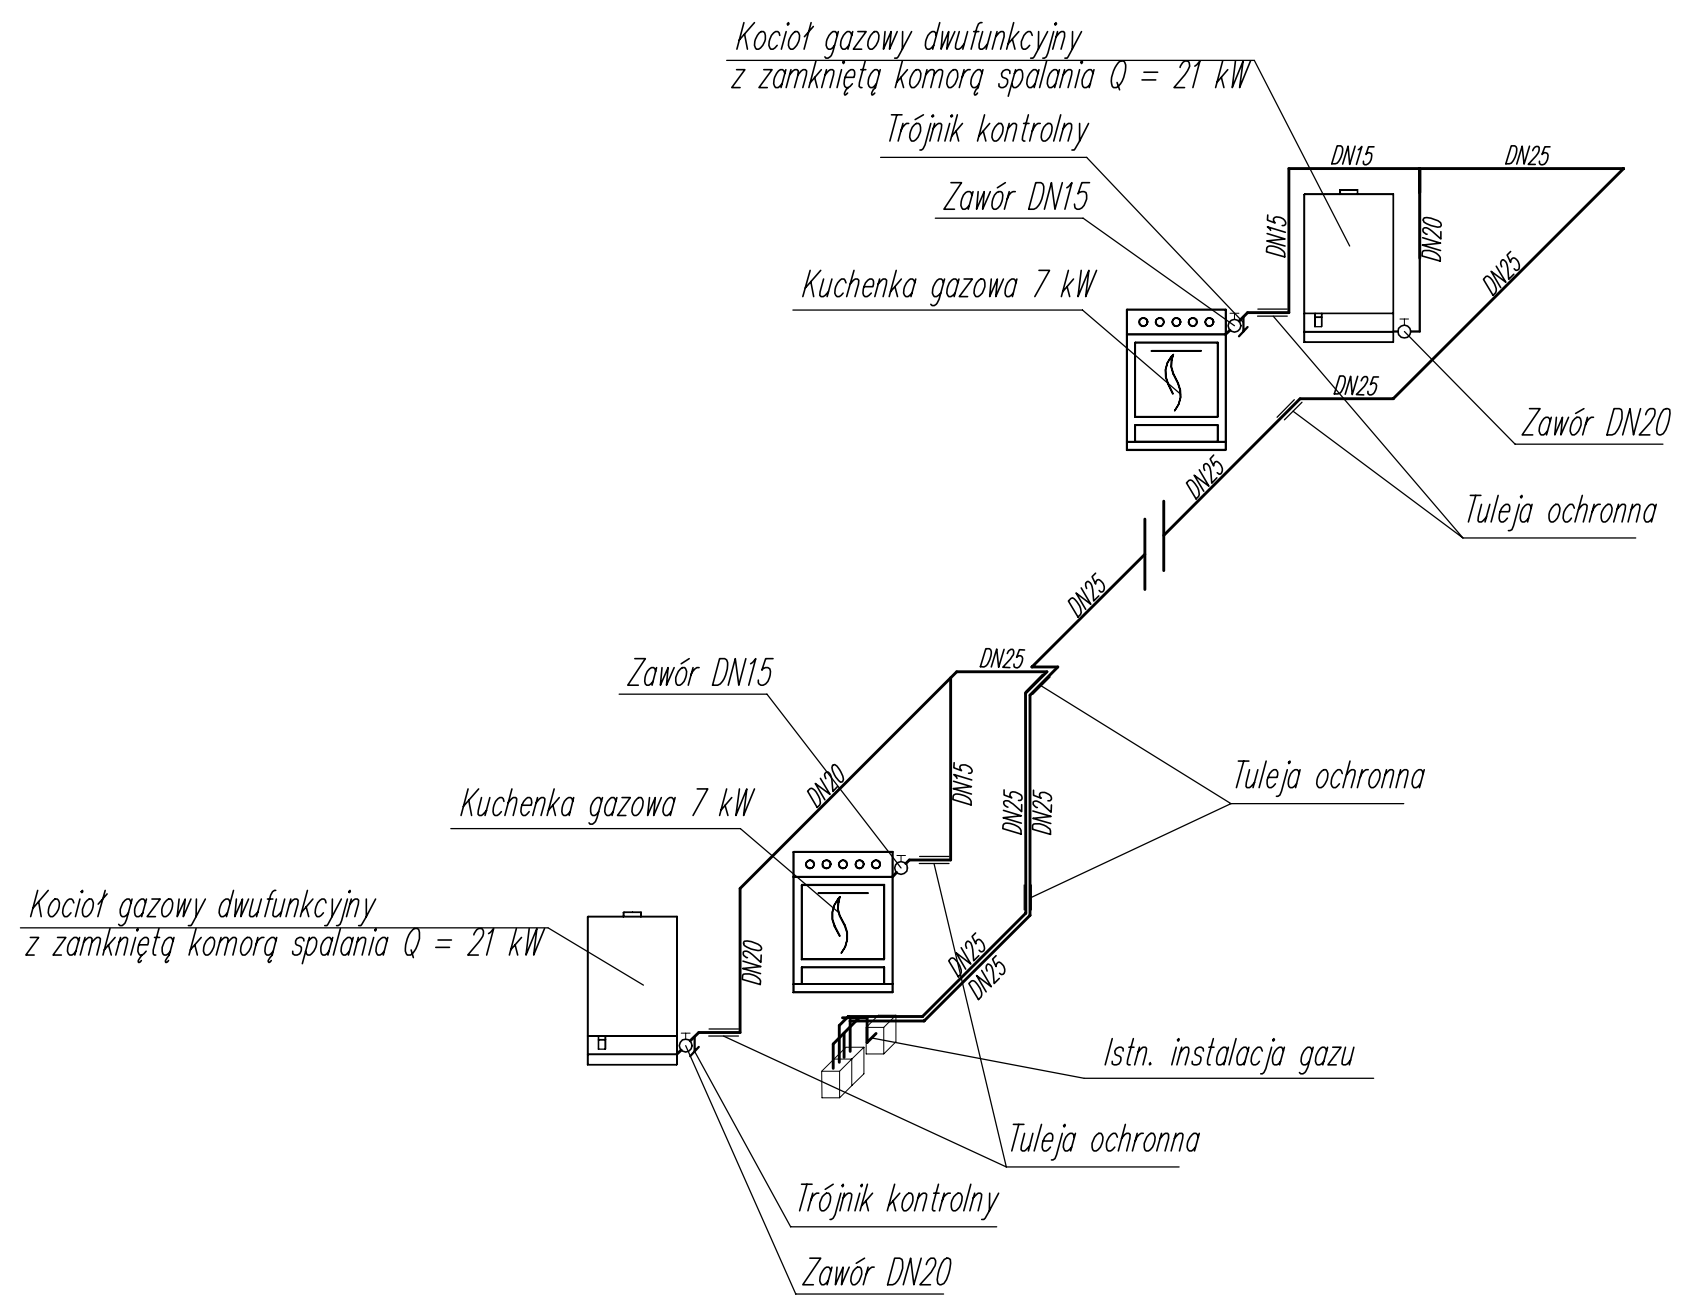 Kocioł gazowy dwufunkcyjny
z zamkniętą komorą spalania Q = 21 kW
Trójnik kontrolny
DN15
DN25
Zawór DN15
DN15
DN20
Kuchenka gazowa 7 kW
DN25
DN25
Zawór DN20
DN25
Tuleja ochronna
DN25
Zawór DN15
DN25
DN20
DN15
Tuleja ochronna
Kuchenka gazowa 7 kW
DN25
DN25
Kocioł gazowy dwufunkcyjny
z zamkniętą komorą spalania Q = 21 kW
DN20
DN25
DN25
Istn. instalacja gazu
Tuleja ochronna
Trójnik kontrolny
Zawór DN20